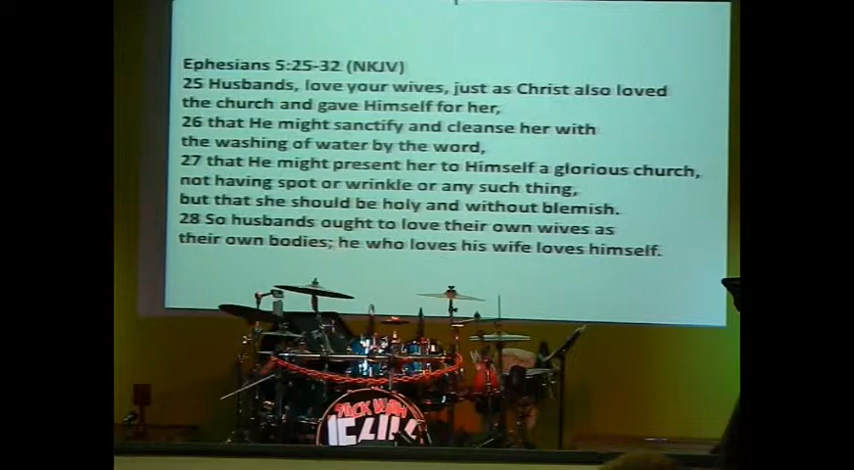 Ephesians 5:25-32 (NKJV)
25 Husbands, love your wives, just as Christ also loved
the church and gave Himself for her,
26 that He might sanctify and cleanse her with
the washing of water by the word,
27 that He might present her to Himself a glorious church,
not having spot or wrinkle or any such thing,
but that she should be holy and without blemish.
28 So husbands ought to love their own wives as
their own bodies; he who loves his wife loves himself.